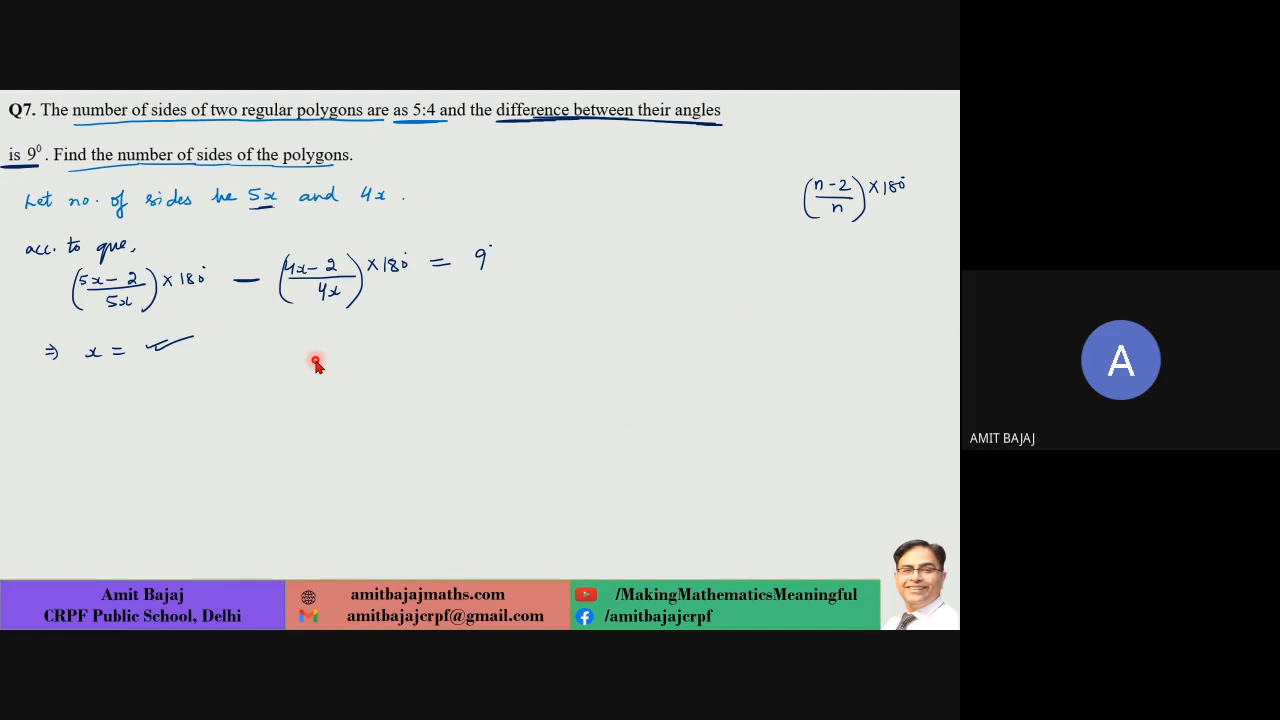 Q7. The number of sides of two regular polygons are as 5:4 and the difference between their angles
is 9⁰. Find the number of sides of the polygons.
Let no. of sides be 5x and 4x.
((n-2)/n) × 180°
acc. to que,
((5x-2)/5x) × 180° — ((4x-2)/4x) × 180° = 9°
⇒ x = ✓
A
AMIT BAJAJ
Amit Bajaj
CRPF Public School, Delhi
amitbajajmaths.com
amitbajajcrpf@gmail.com
/MakingMathematicsMeaningful
/amitbajajcrpf